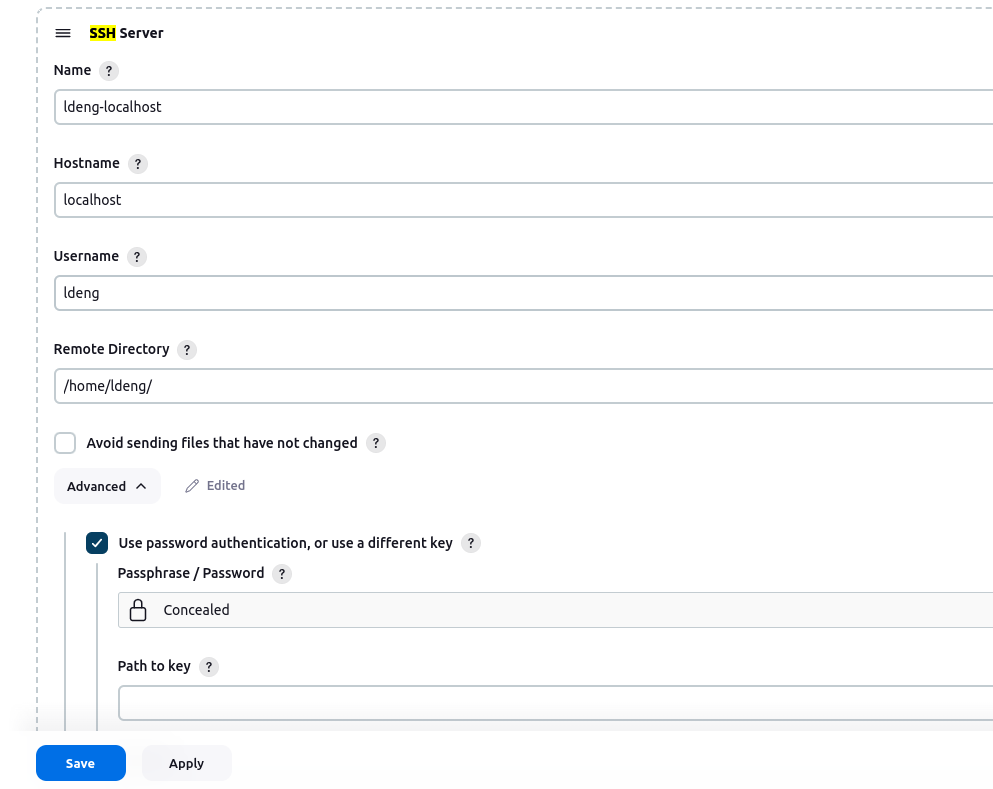 SSH Server
Name ?
ldeng-localhost
Hostname ?
localhost
Username ?
ldeng
Remote Directory ?
/home/ldeng/
Avoid sending files that have not changed ?
Advanced Edited
Use password authentication, or use a different key ?
Passphrase / Password ?
Concealed
Path to key ?
Save Apply